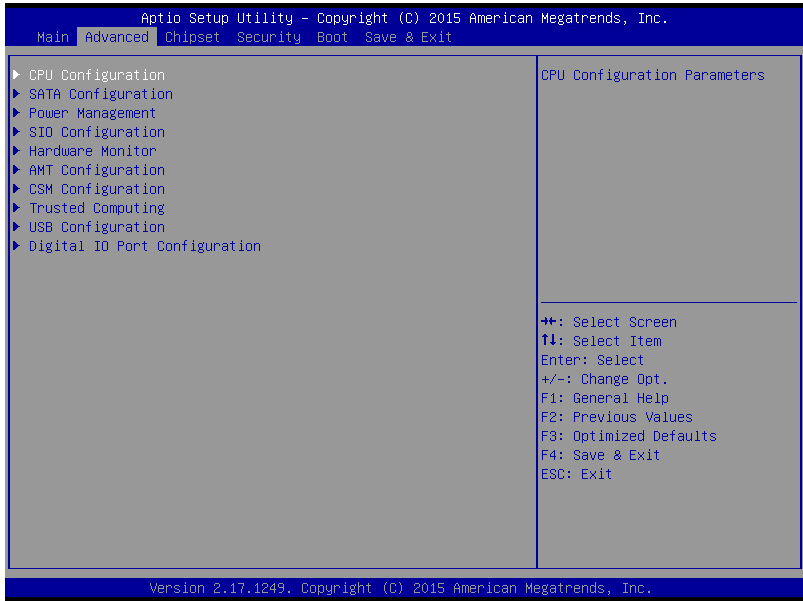 Aptio Setup Utility – Copyright (C) 2015 American Megatrends, Inc.
Main Advanced Chipset Security Boot Save & Exit
CPU Configuration
SATA Configuration
Power Management
SIO Configuration
Hardware Monitor
AMT Configuration
CSM Configuration
Trusted Computing
USB Configuration
Digital IO Port Configuration
CPU Configuration Parameters
→←: Select Screen
↑↓: Select Item
Enter: Select
+/-: Change Opt.
F1: General Help
F2: Previous Values
F3: Optimized Defaults
F4: Save & Exit
ESC: Exit
Version 2.17.1249. Copyright (C) 2015 American Megatrends, Inc.